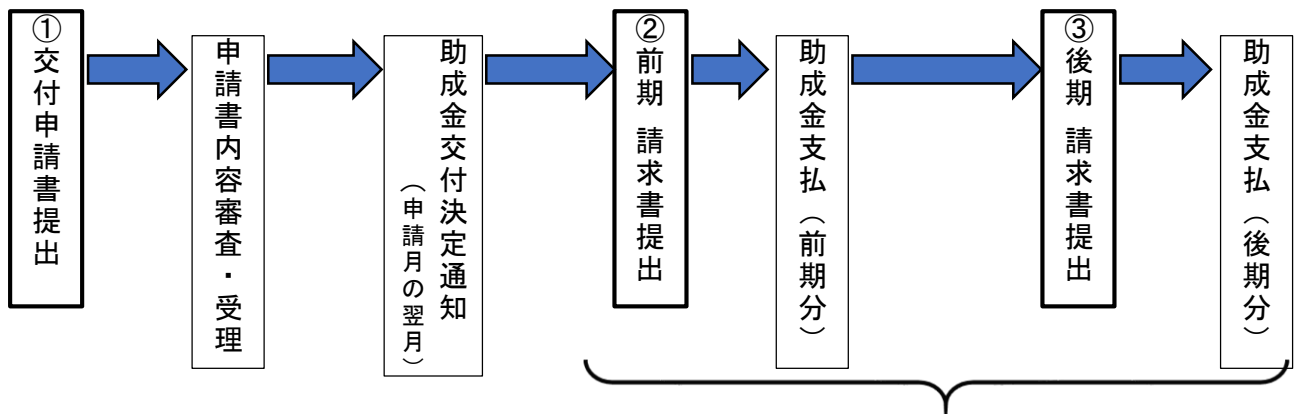 ①交付申請書提出
申請書内容審査・受理
助成金交付決定通知
（申請月の翌月）
②前期　請求書提出
助成金支払（前期分）
③後期　請求書提出
助成金支払（後期分）